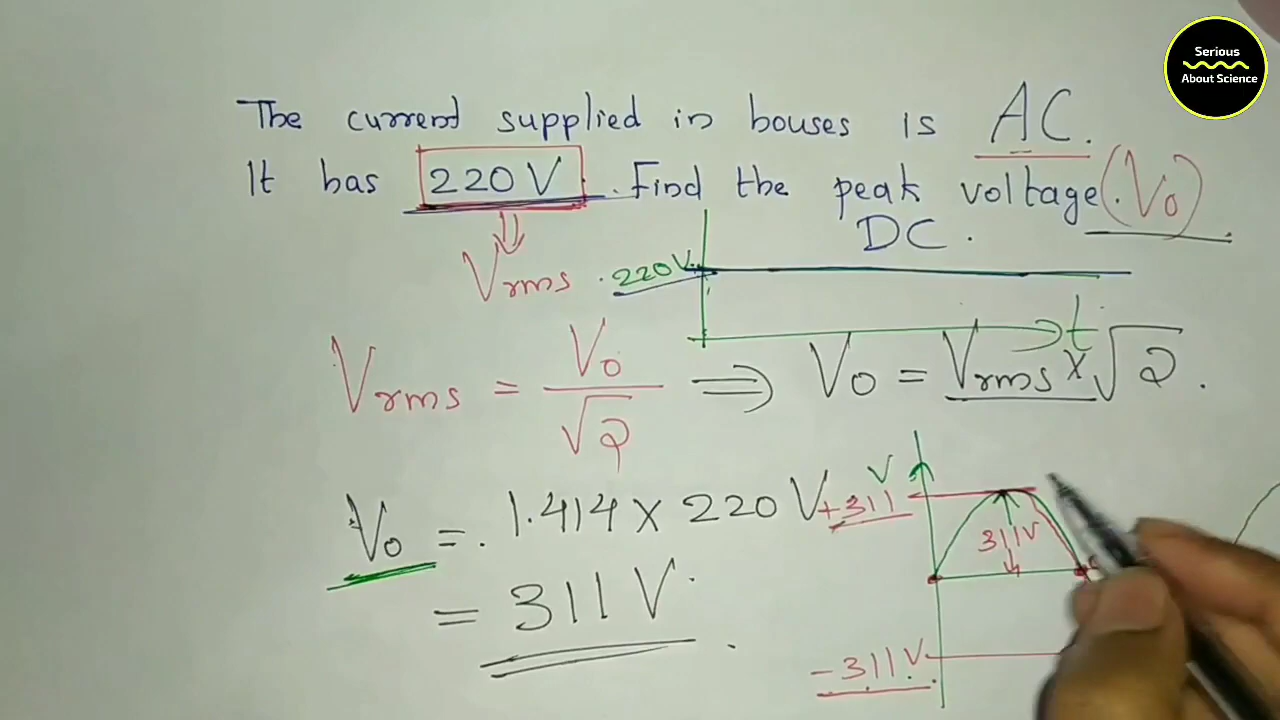 Serious
About Science
The current supplied in houses is AC.
It has 220 V. Find the peak voltage (V₀)
DC.
Vrms
220V
t
Vrms = V₀/√2 ⇒ V₀ = Vrms × √2.
V
V₀ = 1.414 × 220 V
+311
311V
= 311 V.
-311V.